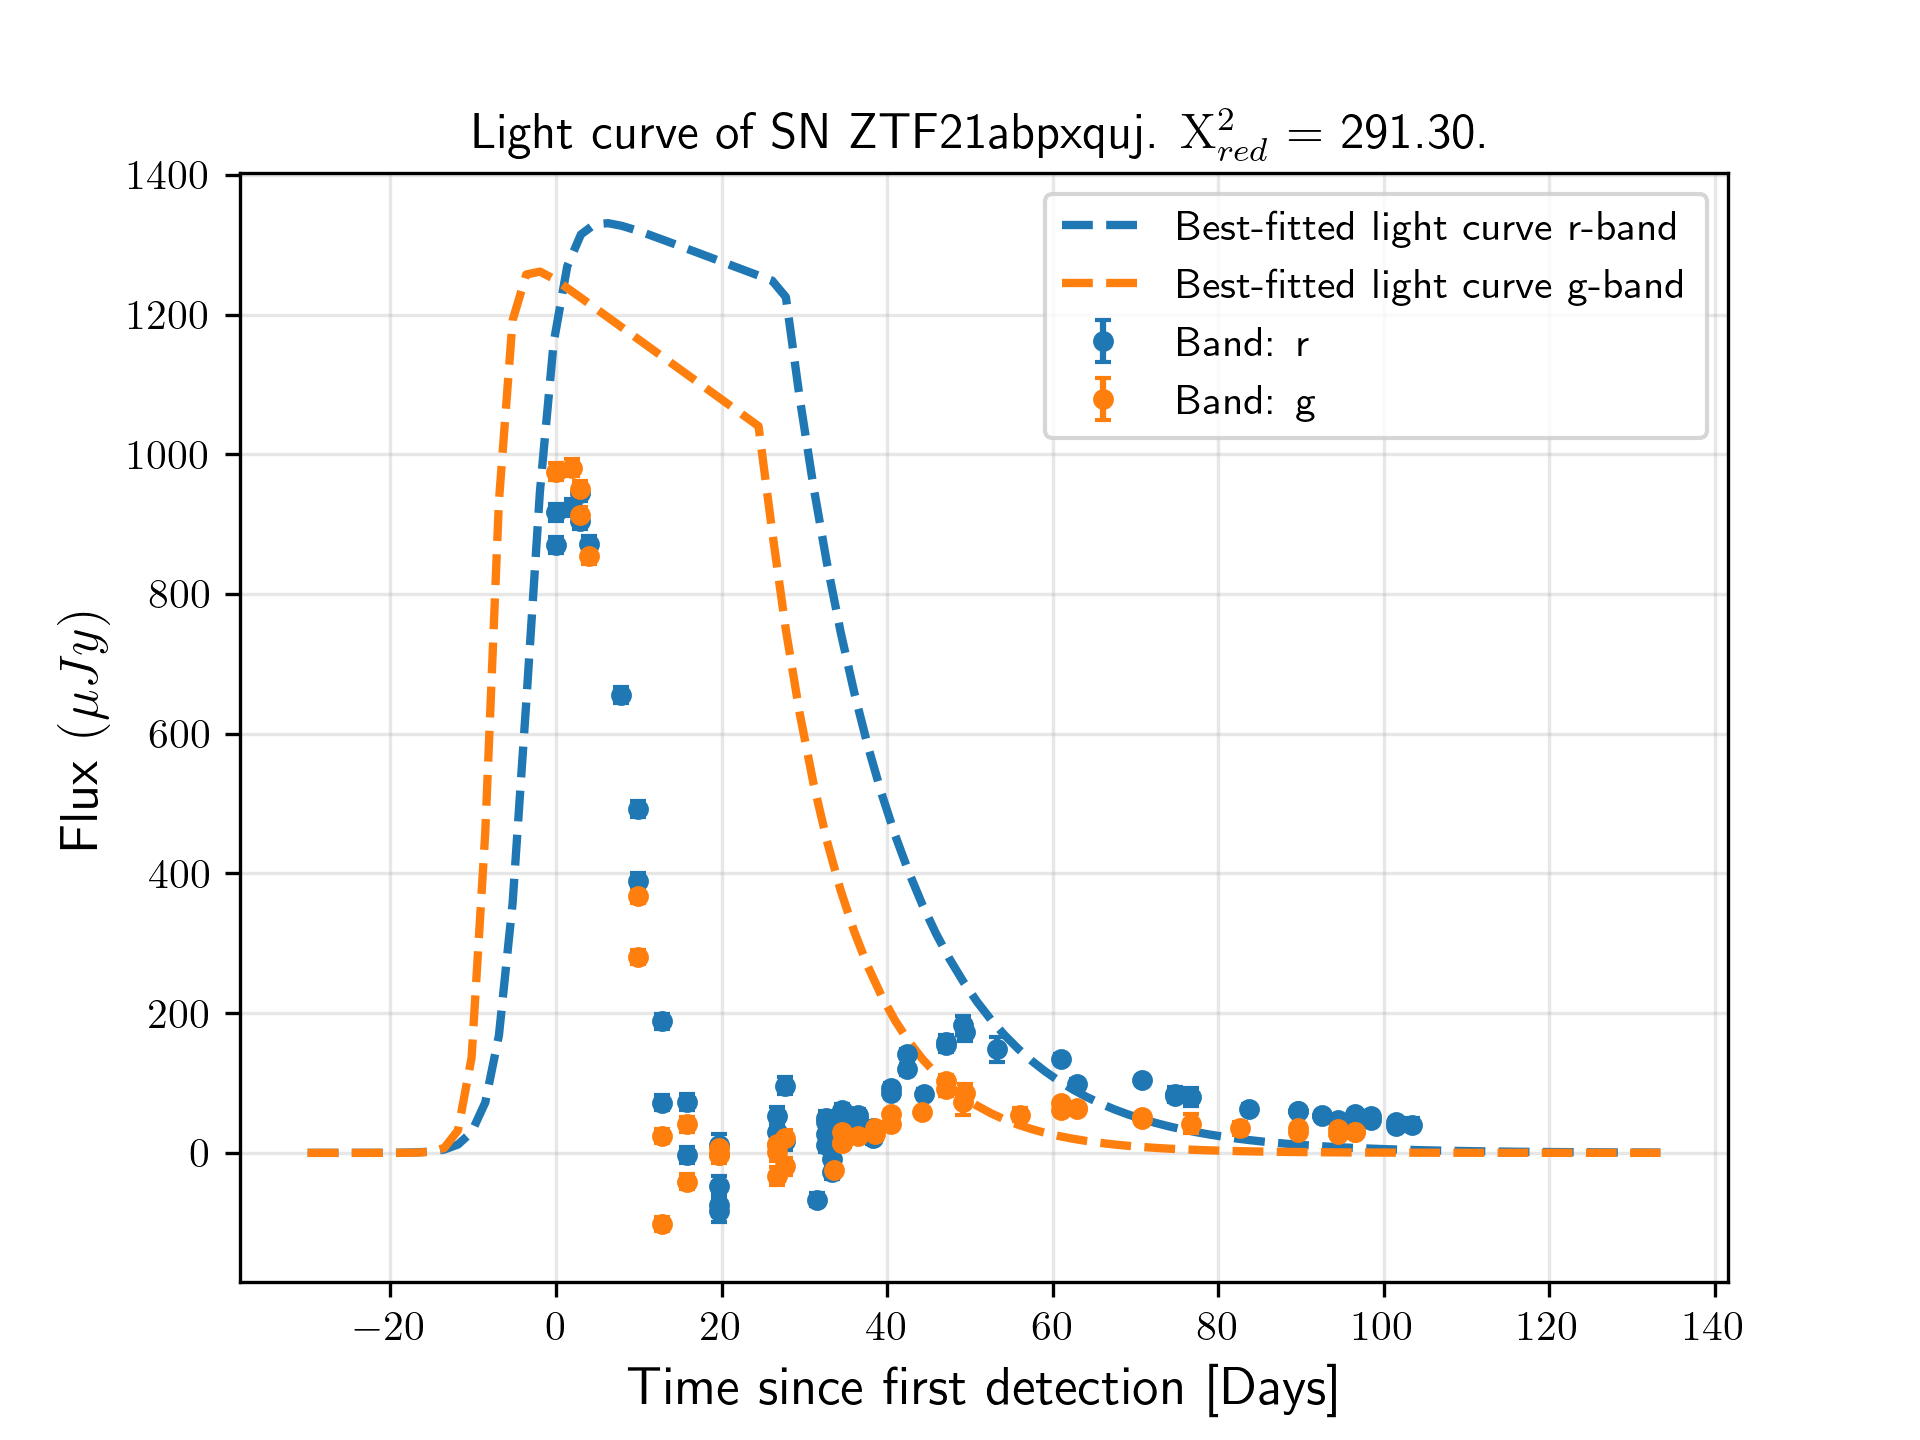 Light curve of SN ZTF21abpxquj. X²_red = 291.30.
1400
1200
1000
800
600
400
200
0
Flux (μJy)
Best-fitted light curve r-band
Best-fitted light curve g-band
Band: r
Band: g
−20 0 20 40 60 80 100 120 140
Time since first detection [Days]